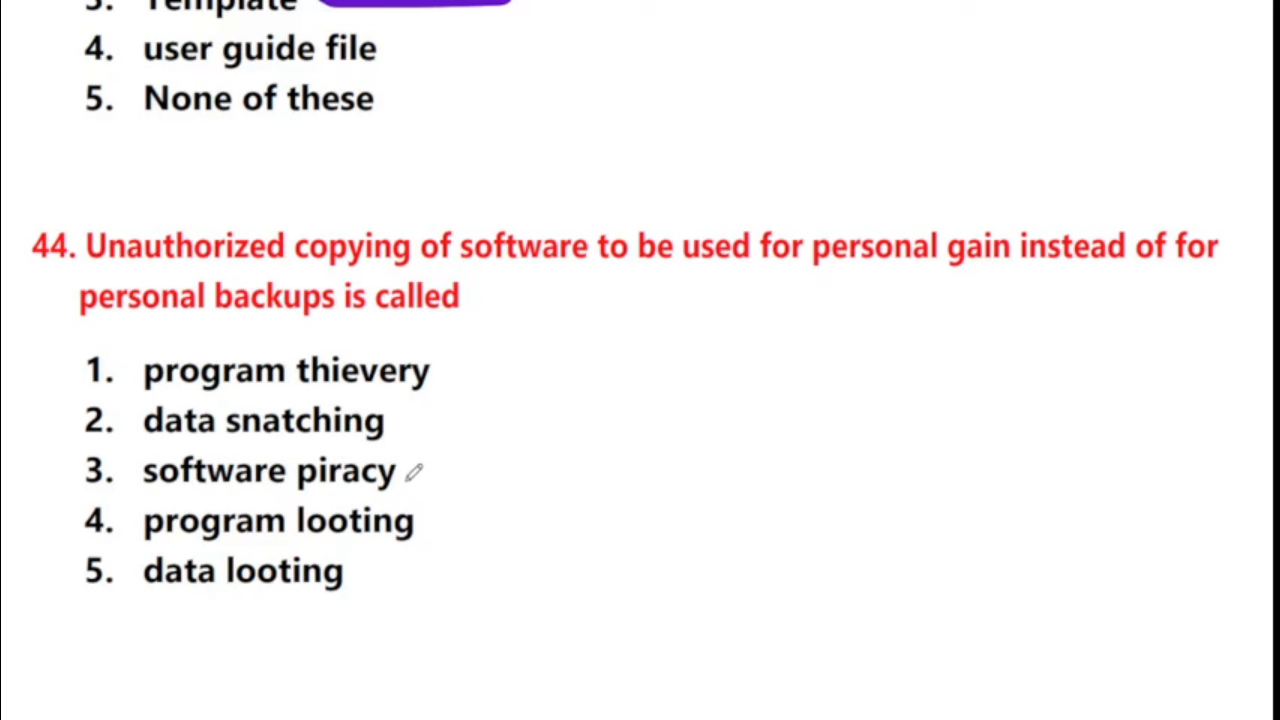 3. Template
4. user guide file
5. None of these
44. Unauthorized copying of software to be used for personal gain instead of for
personal backups is called
1. program thievery
2. data snatching
3. software piracy
4. program looting
5. data looting